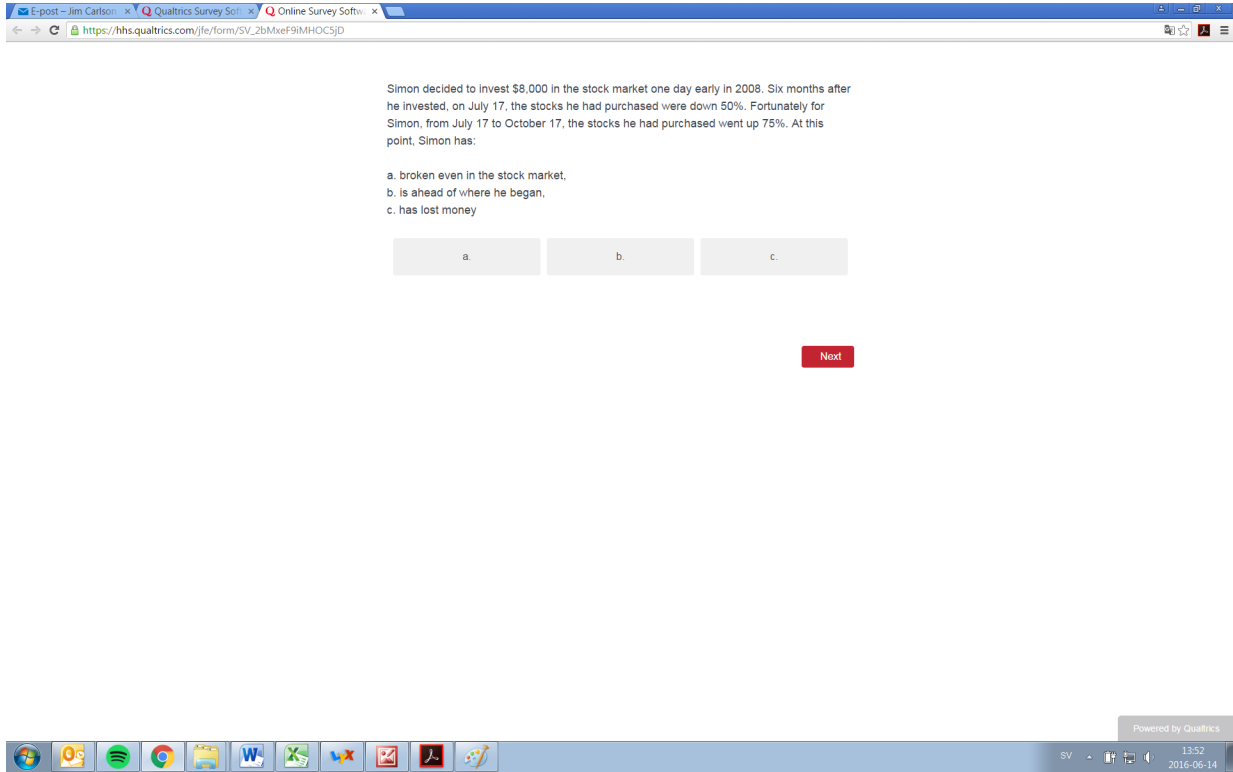 E-post – Jim Carlson
Qualtrics Survey Soft
Online Survey Softw
https://hhs.qualtrics.com/jfe/form/SV_2bMxeF9iMHOC5jD
Simon decided to invest $8,000 in the stock market one day early in 2008. Six months after
he invested, on July 17, the stocks he had purchased were down 50%. Fortunately for
Simon, from July 17 to October 17, the stocks he had purchased went up 75%. At this
point, Simon has:
a. broken even in the stock market,
b. is ahead of where he began,
c. has lost money
a. b. c.
Next
Powered by Qualtrics
SV
13:52
2016-06-14